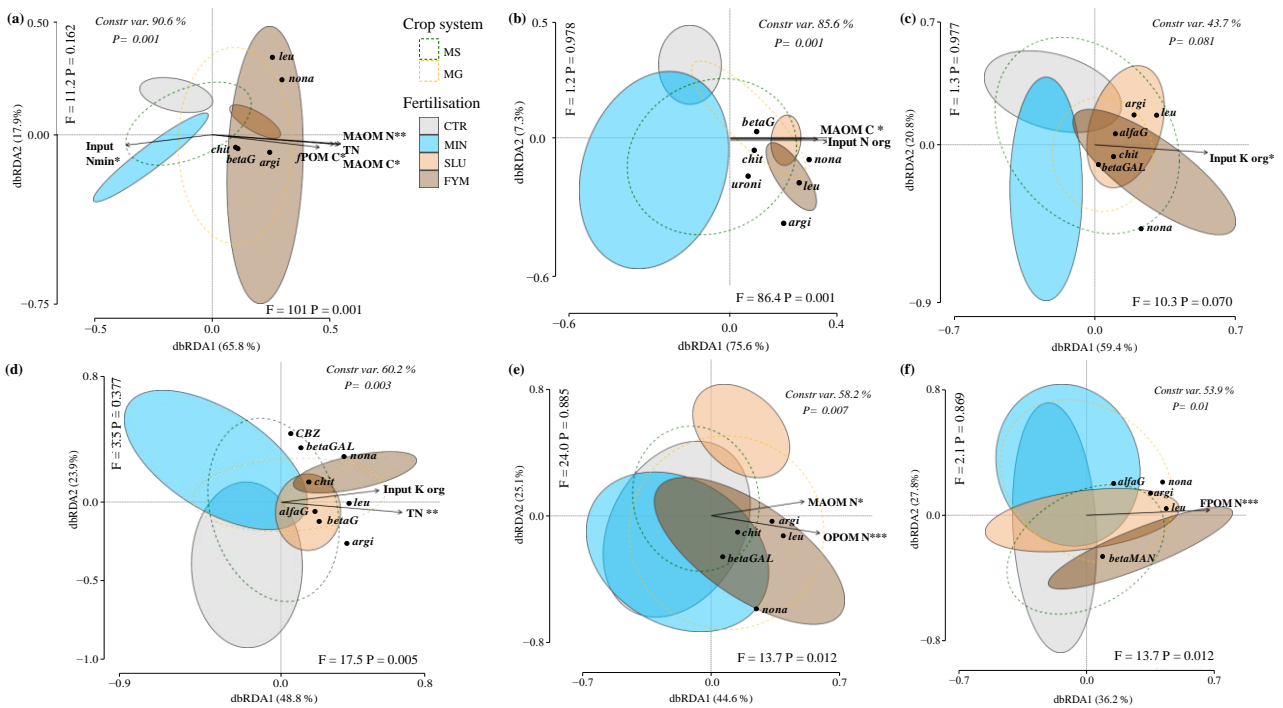 (a)
Constr var. 90.6 %
P= 0.001
0.50
0.00
−0.75
F = 11.2 P = 0.162
dbRDA2 (17.9%)
leu
nona
MAOM N**
TN
fPOM C*
MAOM C*
Input
Nmin*
chit
betaG
argi
F = 101 P = 0.001
−0.5
0.0
0.5
dbRDA1 (65.8 %)
Crop system
MS
MG
Fertilisation
CTR
MIN
SLU
FYM
(b)
Constr var. 85.6 %
P= 0.001
0.5
0.0
−0.6
F = 1.2 P = 0.978
dbRDA2 (7.3%)
betaG
MAOM C *
Input N org
chit
nona
uroni
leu
argi
F = 86.4 P = 0.001
−0.6
0.0
0.4
dbRDA1 (75.6 %)
(c)
Constr var. 43.7 %
P= 0.081
0.7
0.0
−0.9
F = 1.3 P = 0.977
dbRDA2 (20.8%)
argi
leu
alfaG
chit
Input K org*
betaGAL
nona
F = 10.3 P = 0.070
−0.7
0.0
0.7
dbRDA1 (59.4 %)
(d)
Constr var. 60.2 %
P= 0.003
0.8
0.0
−0.5
−1.0
F = 3.5 P = 0.377
dbRDA2 (23.9%)
CBZ
betaGAL
nona
chit
Input K org
leu
TN **
alfaG
betaG
argi
F = 17.5 P = 0.005
−0.9
0.0
0.8
dbRDA1 (48.8 %)
(e)
Constr var. 58.2 %
P= 0.007
0.8
0.0
−0.8
F = 24.0 P = 0.885
dbRDA2 (25.1%)
MAOM N*
argi
chit
leu
OPOM N***
betaGAL
nona
F = 13.7 P = 0.012
−0.7
0.0
0.7
dbRDA1 (44.6 %)
(f)
Constr var. 53.9 %
P= 0.01
0.8
0.0
−0.8
F = 2.1 P = 0.869
dbRDA2 (27.8%)
alfaG
nona
argi
leu
FPOM N***
betaMAN
F = 13.7 P = 0.012
−0.7
0.0
0.7
dbRDA1 (36.2 %)